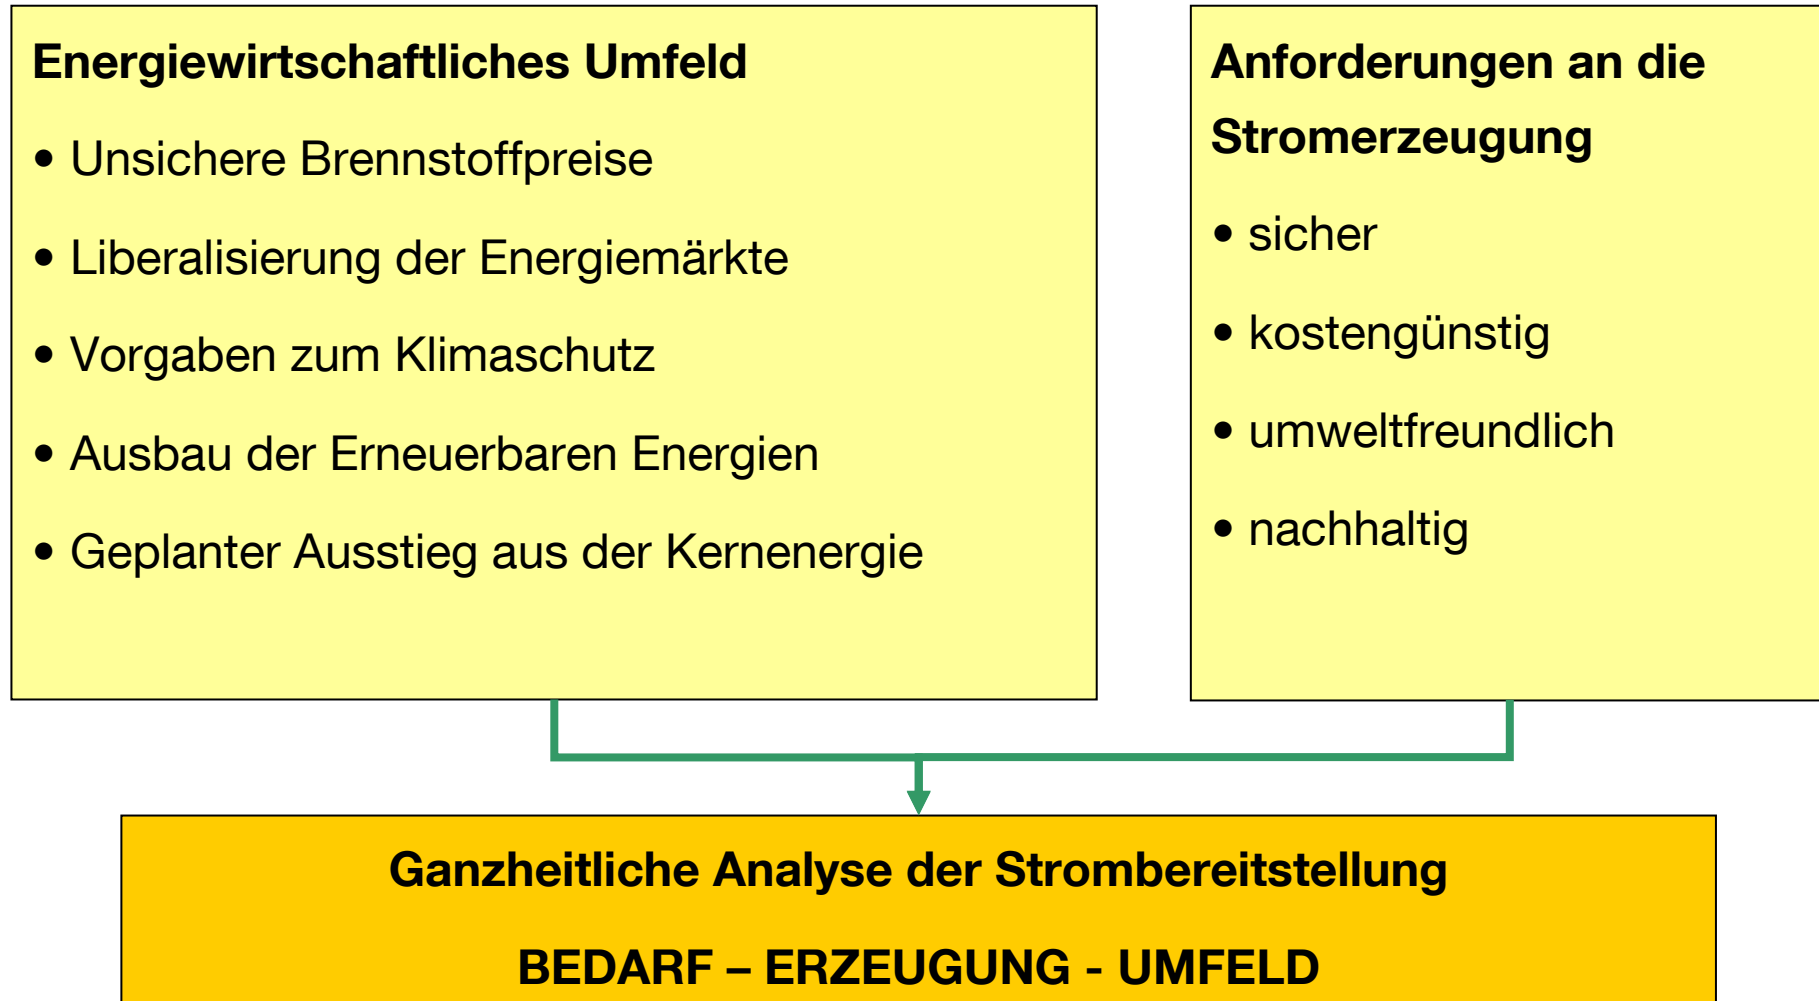 Energiewirtschaftliches Umfeld
• Unsichere Brennstoffpreise
• Liberalisierung der Energiemärkte
• Vorgaben zum Klimaschutz
• Ausbau der Erneuerbaren Energien
• Geplanter Ausstieg aus der Kernenergie
Anforderungen an die
Stromerzeugung
• sicher
• kostengünstig
• umweltfreundlich
• nachhaltig
Ganzheitliche Analyse der Strombereitstellung
BEDARF – ERZEUGUNG - UMFELD